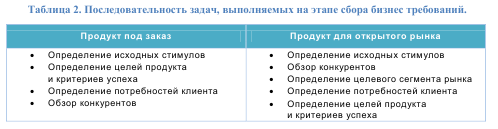 Таблица 2. Последовательность задач, выполняемых на этапе сбора бизнес требований.
Продукт под заказ
Определение исходных стимулов
Определение целей продукта
и критериев успеха
Определение потребностей клиента
Обзор конкурентов
Продукт для открытого рынка
Определение исходных стимулов
Обзор конкурентов
Определение целевого сегмента рынка
Определение потребностей клиента
Определение целей продукта
и критериев успеха